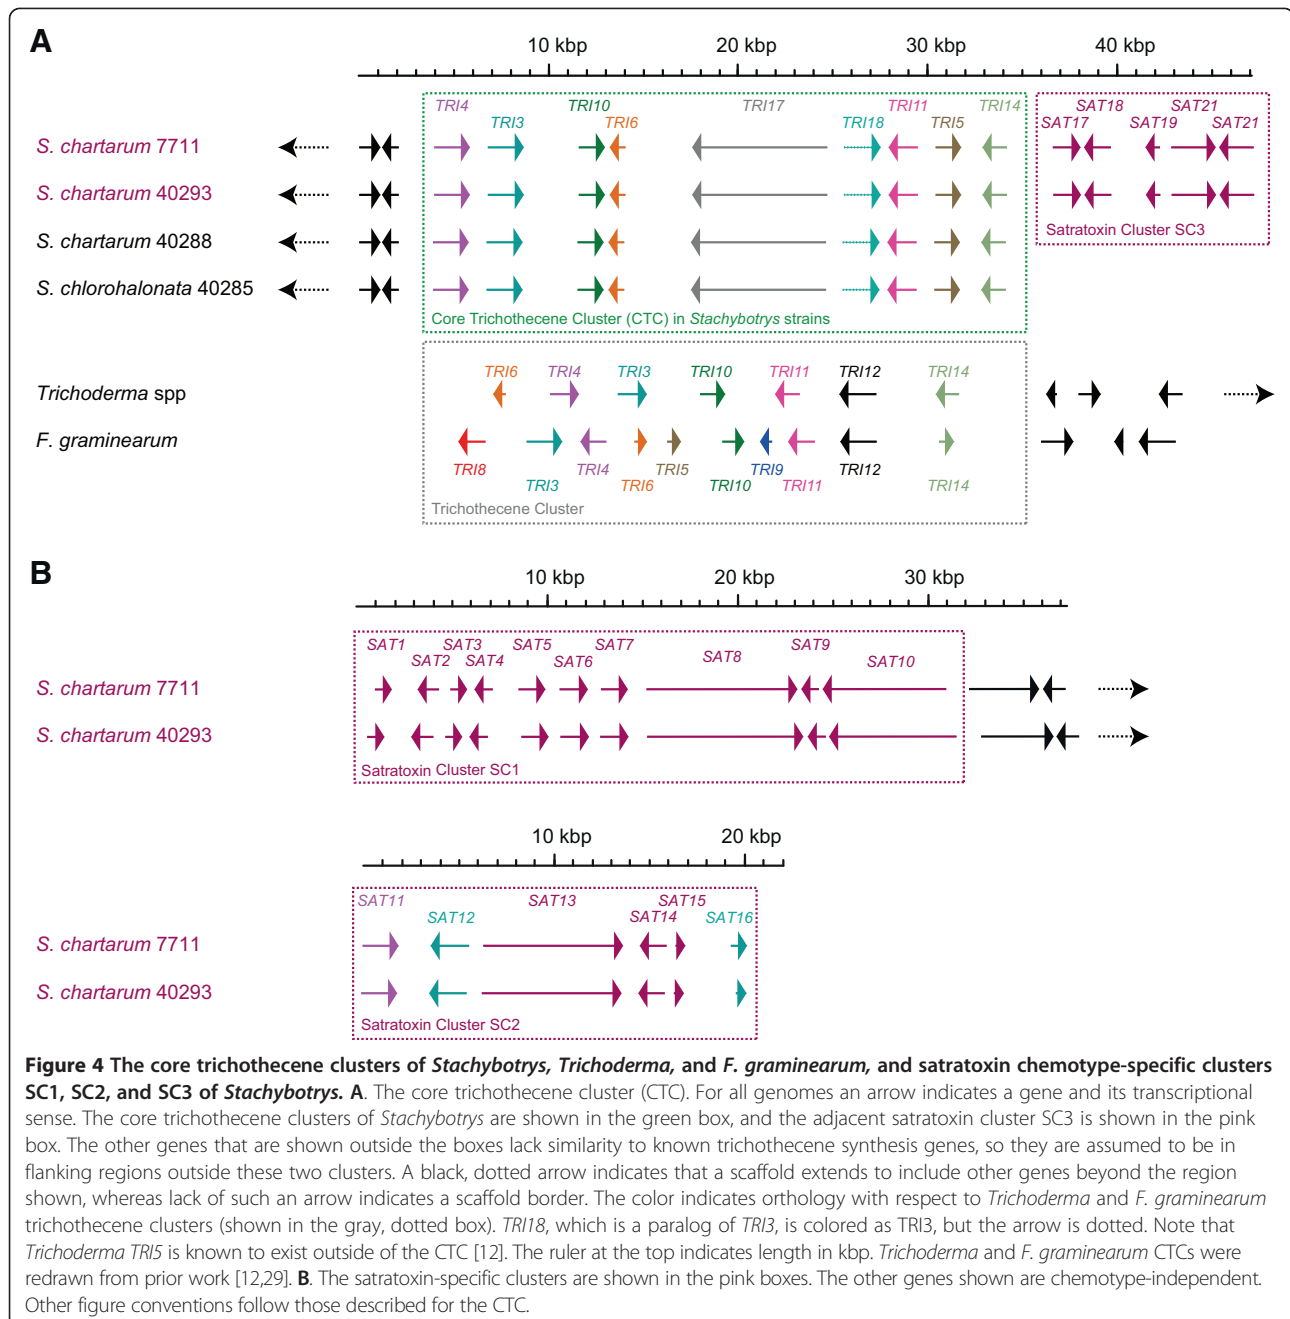 A
10 kbp 20 kbp 30 kbp 40 kbp
TRI4 TRI10 TRI17 TRI11 TRI14 SAT18 SAT21
TRI3 TRI6 TRI18 TRI5 SAT17 SAT19 SAT21
S. chartarum 7711
S. chartarum 40293
S. chartarum 40288
Satratoxin Cluster SC3
S. chlorohalonata 40285
Core Trichothecene Cluster (CTC) in Stachybotrys strains
TRI6 TRI4 TRI3 TRI10 TRI11 TRI12 TRI14
Trichoderma spp
F. graminearum
TRI8 TRI4 TRI5 TRI9 TRI12
TRI3 TRI6 TRI10 TRI11 TRI14
Trichothecene Cluster
B
10 kbp 20 kbp 30 kbp
SAT1 SAT3 SAT5 SAT7 SAT9
SAT2 SAT4 SAT6 SAT8 SAT10
S. chartarum 7711
S. chartarum 40293
Satratoxin Cluster SC1
10 kbp 20 kbp
SAT11 SAT13 SAT15
SAT12 SAT14 SAT16
S. chartarum 7711
S. chartarum 40293
Satratoxin Cluster SC2
Figure 4 The core trichothecene clusters of Stachybotrys, Trichoderma, and F. graminearum, and satratoxin chemotype-specific clusters
SC1, SC2, and SC3 of Stachybotrys. A. The core trichothecene cluster (CTC). For all genomes an arrow indicates a gene and its transcriptional
sense. The core trichothecene clusters of Stachybotrys are shown in the green box, and the adjacent satratoxin cluster SC3 is shown in the pink
box. The other genes that are shown outside the boxes lack similarity to known trichothecene synthesis genes, so they are assumed to be in
flanking regions outside these two clusters. A black, dotted arrow indicates that a scaffold extends to include other genes beyond the region
shown, whereas lack of such an arrow indicates a scaffold border. The color indicates orthology with respect to Trichoderma and F. graminearum
trichothecene clusters (shown in the gray, dotted box). TRI18, which is a paralog of TRI3, is colored as TRI3, but the arrow is dotted. Note that
Trichoderma TRI5 is known to exist outside of the CTC [12]. The ruler at the top indicates length in kbp. Trichoderma and F. graminearum CTCs were
redrawn from prior work [12,29]. B. The satratoxin-specific clusters are shown in the pink boxes. The other genes shown are chemotype-independent.
Other figure conventions follow those described for the CTC.